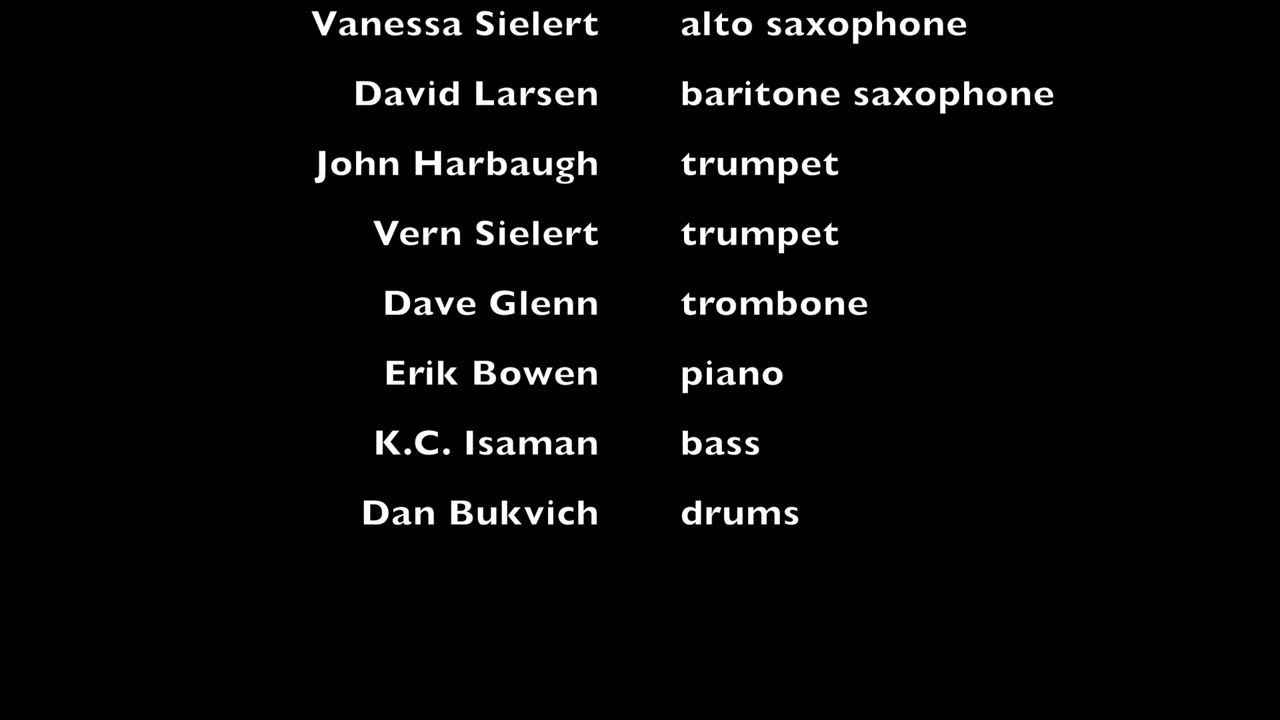 Vanessa Sielert alto saxophone
David Larsen baritone saxophone
John Harbaugh trumpet
Vern Sielert trumpet
Dave Glenn trombone
Erik Bowen piano
K.C. Isaman bass
Dan Bukvich drums